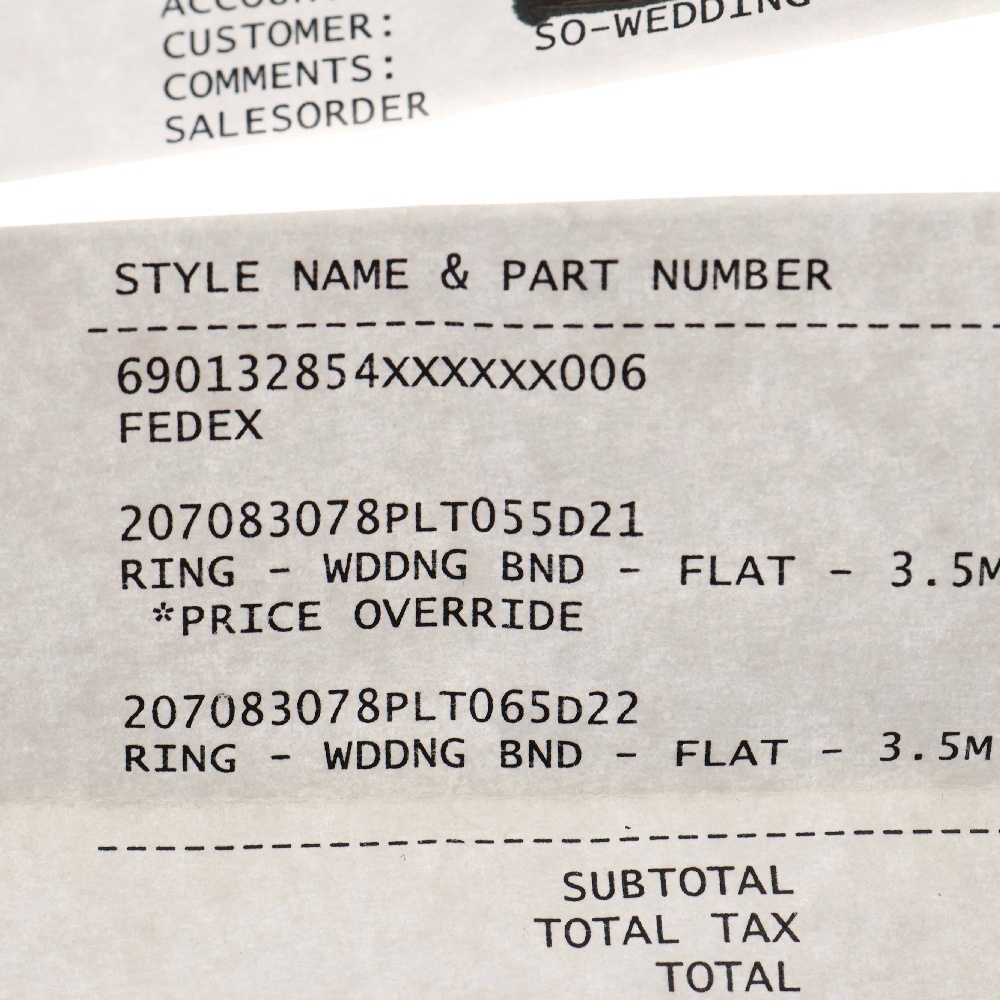 CUSTOMER:
SO-WEDDING
COMMENTS:
SALESORDER
STYLE NAME & PART NUMBER
690132854XXXXXX006
FEDEX
207083078PLT055D21
RING - WDDNG BND - FLAT - 3.5M
*PRICE OVERRIDE
207083078PLT065D22
RING - WDDNG BND - FLAT - 3.5M
SUBTOTAL
TOTAL TAX
TOTAL